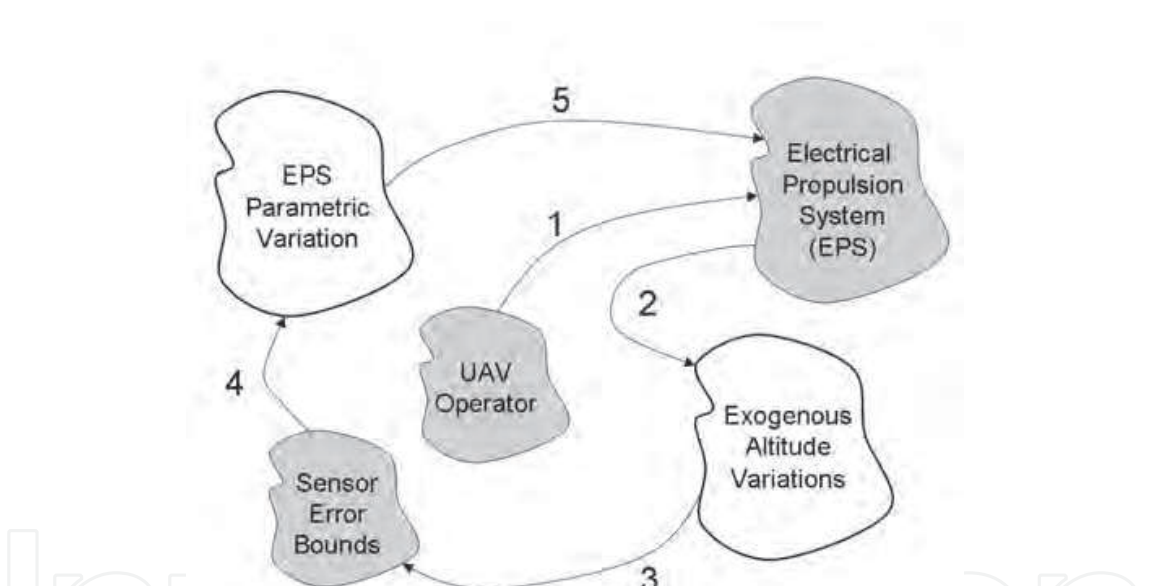 5
EPS
Parametric
Variation
Electrical
Propulsion
System
(EPS)
1
2
4
UAV
Operator
Exogenous
Altitude
Variations
Sensor
Error
Bounds
3